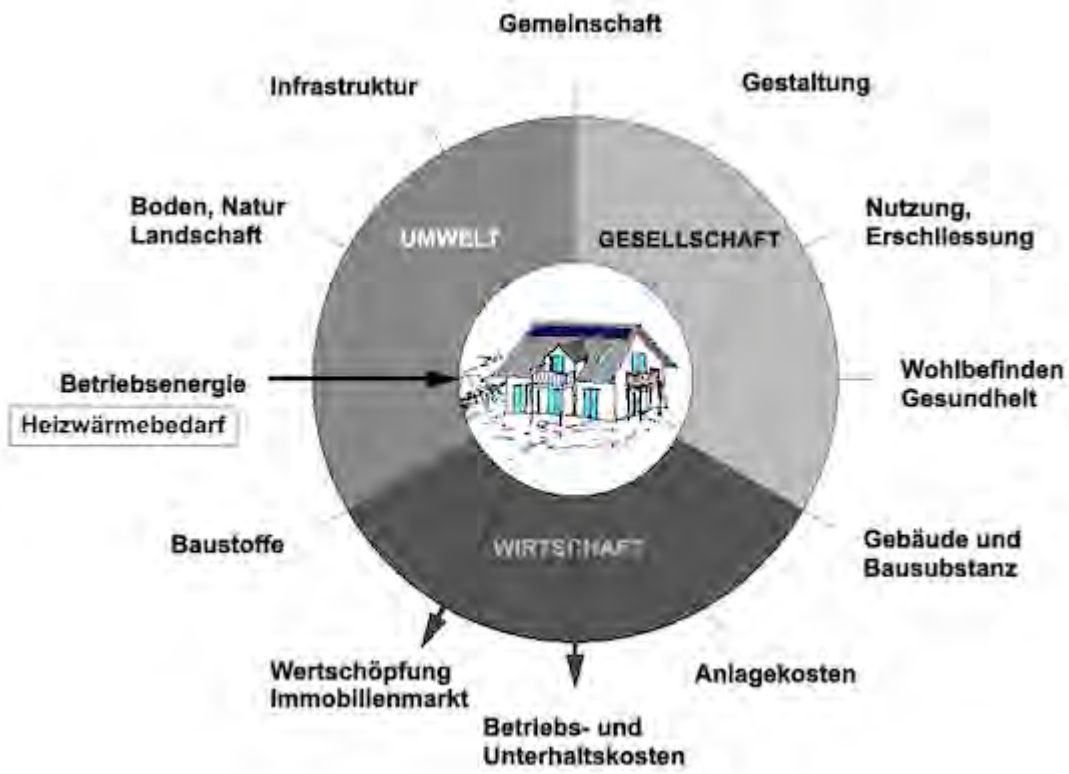 Gemeinschaft
Infrastruktur
Gestaltung
Boden, Natur
Landschaft
UMWELT
GESELLSCHAFT
Nutzung,
Erschliessung
Betriebsenergie
Heizwärmebedarf
Wohlbefinden
Gesundheit
Baustoffe
WIRTSCHAFT
Gebäude und
Bausubstanz
Wertschöpfung
Immobilienmarkt
Anlagekosten
Betriebs- und
Unterhaltskosten